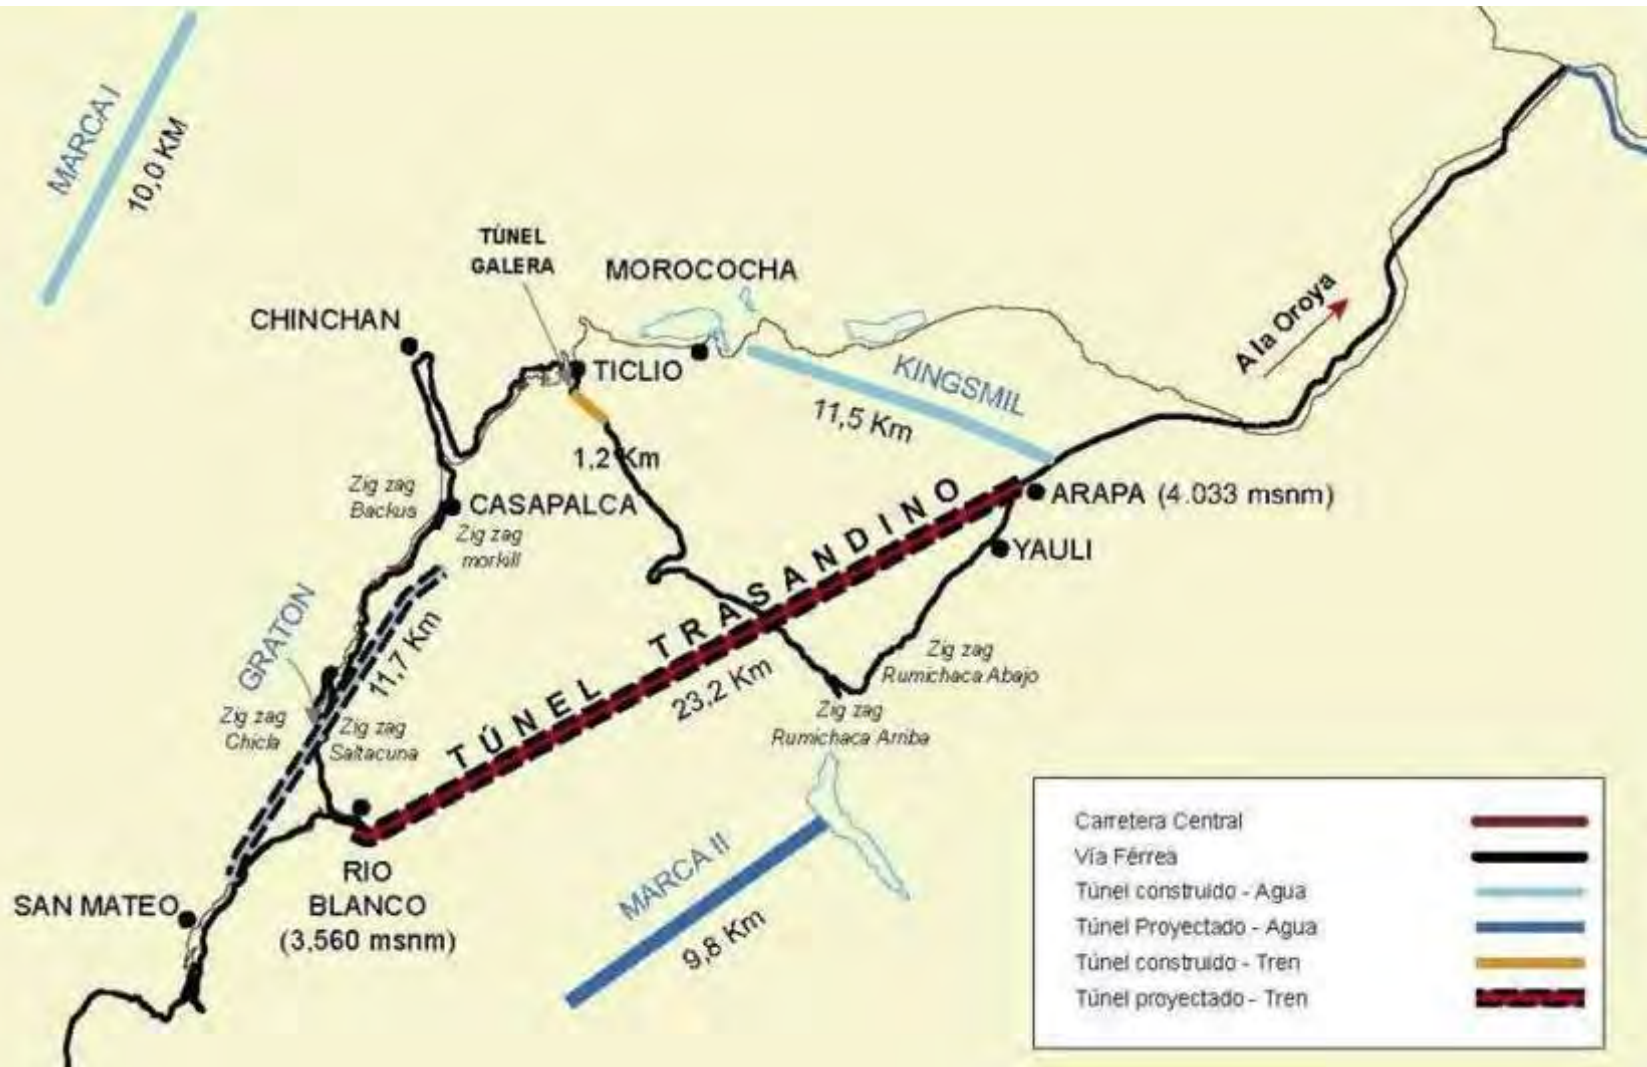 MARCA I
10,0 KM
TÚNEL
GALERA
MOROCOCHA
CHINCHAN
TICLIO
KINGSMIL
11,5 Km
A la Oroya
1,2 Km
Zig zag
Backus
CASAPALCA
Zig zag
morkill
ARAPA (4.033 msnm)
YAULI
GRATON
11,7 Km
TÚNEL TRASANDINO
23,2 Km
Zig zag
Rumichaca Abajo
Zig zag
Chicla
Zig zag
Saltacuna
Zig zag
Rumichaca Arriba
MARCA II
9,8 Km
RIO
BLANCO
(3,560 msnm)
SAN MATEO
Carretera Central
Vía Férrea
Túnel construido - Agua
Túnel Proyectado - Agua
Túnel construido - Tren
Túnel proyectado - Tren